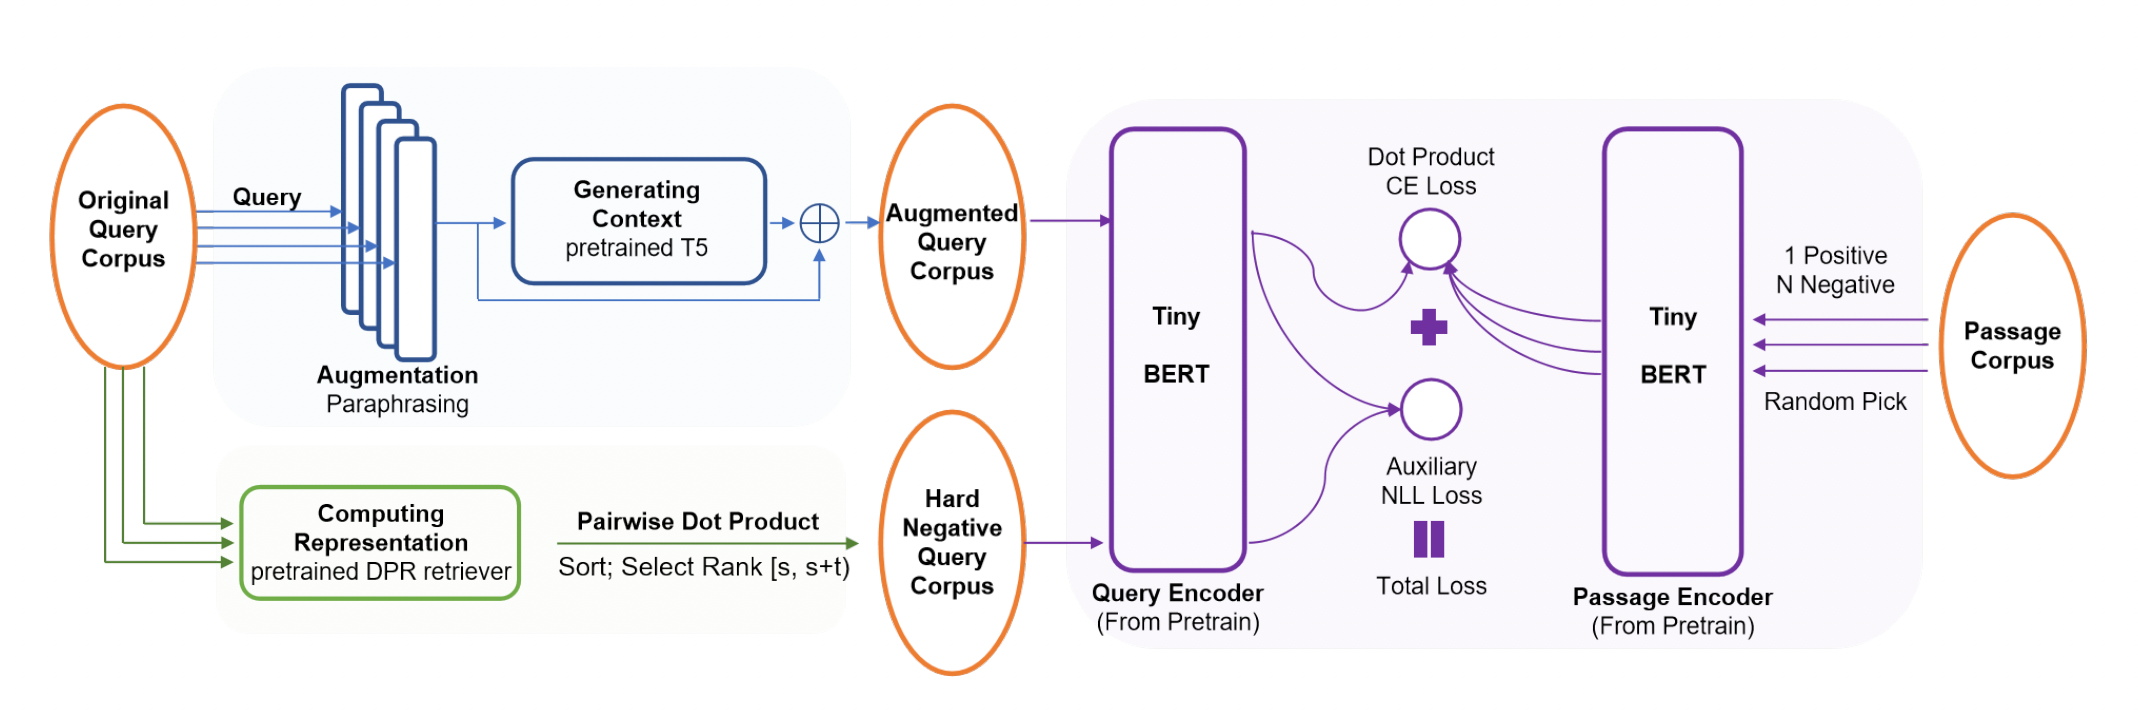 Original
Query
Corpus
Query
Augmentation
Paraphrasing
Generating
Context
pretrained T5
Augmented
Query
Corpus
Computing
Representation
pretrained DPR retriever
Pairwise Dot Product
Sort; Select Rank [s, s+t)
Hard
Negative
Query
Corpus
Tiny
BERT
Query Encoder
(From Pretrain)
Dot Product
CE Loss
Auxiliary
NLL Loss
Total Loss
Tiny
BERT
Passage Encoder
(From Pretrain)
1 Positive
N Negative
Random Pick
Passage
Corpus